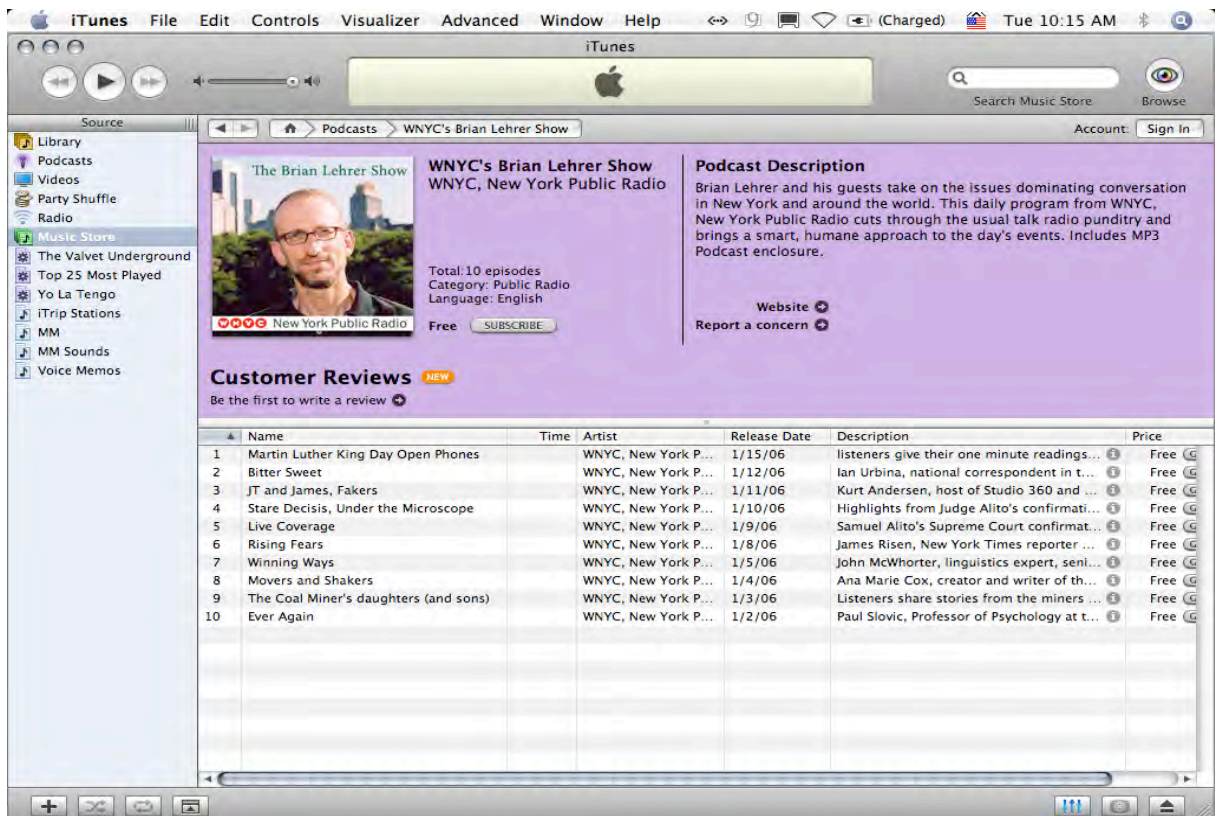 iTunes File Edit Controls Visualizer Advanced Window Help (Charged) Tue 10:15 AM
iTunes
Search Music Store Browse
Source
Library
Podcasts
Videos
Party Shuffle
Radio
Music Store
The Valvet Underground
Top 25 Most Played
Yo La Tengo
iTrip Stations
MM
MM Sounds
Voice Memos
Podcasts WNYC's Brian Lehrer Show Account: Sign In
The Brian Lehrer Show
WNYC New York Public Radio
WNYC's Brian Lehrer Show
WNYC, New York Public Radio
Total: 10 episodes
Category: Public Radio
Language: English
Free SUBSCRIBE
Podcast Description
Brian Lehrer and his guests take on the issues dominating conversation
in New York and around the world. This daily program from WNYC,
New York Public Radio cuts through the usual talk radio punditry and
brings a smart, humane approach to the day's events. Includes MP3
Podcast enclosure.
Website
Report a concern
Customer Reviews NEW
Be the first to write a review
Name Time Artist Release Date Description Price
1 Martin Luther King Day Open Phones WNYC, New York P... 1/15/06 listeners give their one minute readings... Free G
2 Bitter Sweet WNYC, New York P... 1/12/06 Ian Urbina, national correspondent in t... Free G
3 JT and James, Fakers WNYC, New York P... 1/11/06 Kurt Andersen, host of Studio 360 and ... Free G
4 Stare Decisis, Under the Microscope WNYC, New York P... 1/10/06 Highlights from Judge Alito's confirmati... Free G
5 Live Coverage WNYC, New York P... 1/9/06 Samuel Alito's Supreme Court confirmat... Free G
6 Rising Fears WNYC, New York P... 1/8/06 James Risen, New York Times reporter ... Free G
7 Winning Ways WNYC, New York P... 1/5/06 John McWhorter, linguistics expert, seni... Free G
8 Movers and Shakers WNYC, New York P... 1/4/06 Ana Marie Cox, creator and writer of th... Free G
9 The Coal Miner's daughters (and sons) WNYC, New York P... 1/3/06 Listeners share stories from the miners ... Free G
10 Ever Again WNYC, New York P... 1/2/06 Paul Slovic, Professor of Psychology at t... Free G